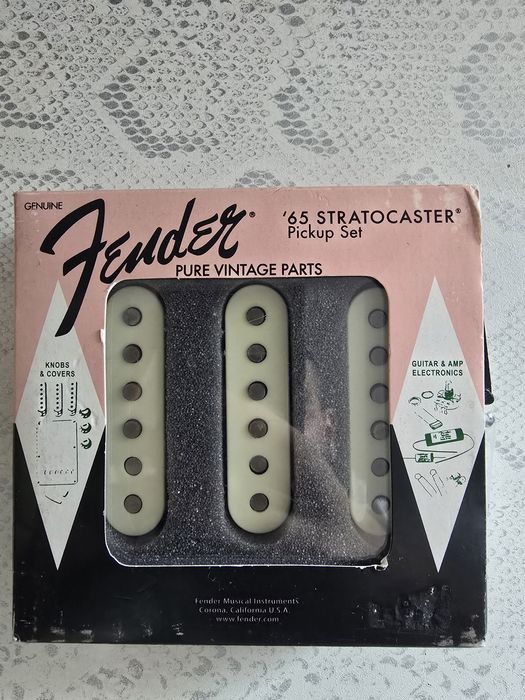 GENUINE
Fender®
'65 STRATOCASTER®
Pickup Set
PURE VINTAGE PARTS
KNOBS
& COVERS
GUITAR & AMP
ELECTRONICS
Fender Musical Instruments
Corona, California U.S.A.
www.fender.com